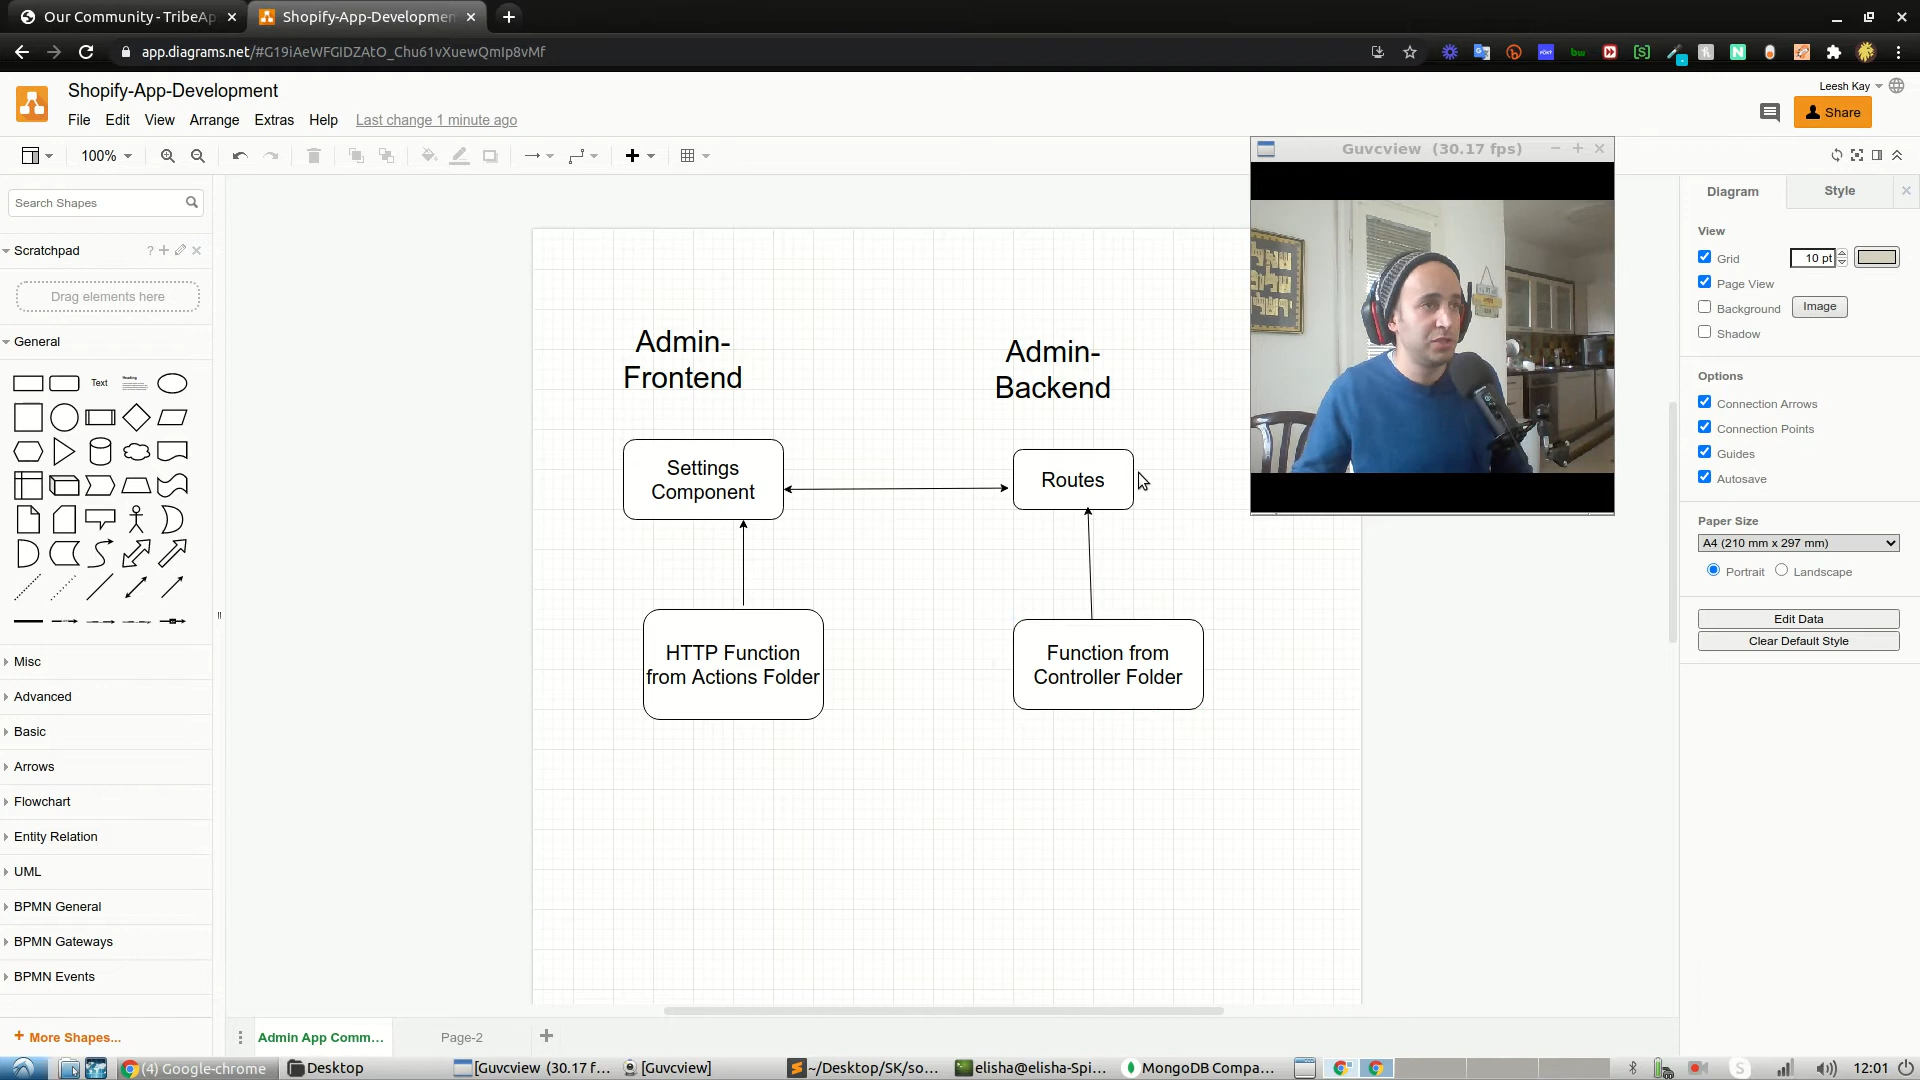 Our Community - TribeAp
Shopify-App-Development
app.diagrams.net/#G19iAeWFGIDZAtO_Chu61vXuewQmIp8vMf
Shopify-App-Development
Leesh Kay
File Edit View Arrange Extras Help Last change 1 minute ago
Share
100%
Guvcview (30.17 fps)
Search Shapes
Diagram
Style
View
Scratchpad
Grid
10 pt
Page View
Drag elements here
Background
Image
Shadow
General
Admin-
Frontend
Admin-
Backend
Text
Heading
Options
Connection Arrows
Connection Points
Guides
Autosave
Settings
Component
Routes
Paper Size
A4 (210 mm x 297 mm)
Portrait
Landscape
HTTP Function
from Actions Folder
Function from
Controller Folder
Edit Data
Clear Default Style
Misc
Advanced
Basic
Arrows
Flowchart
Entity Relation
UML
BPMN General
BPMN Gateways
BPMN Events
+ More Shapes...
Admin App Comm...
Page-2
(4) Google-chrome
Desktop
[Guvcview (30.17 f...
[Guvcview]
~/Desktop/SK/so...
elisha@elisha-Spi...
MongoDB Compa...
12:01